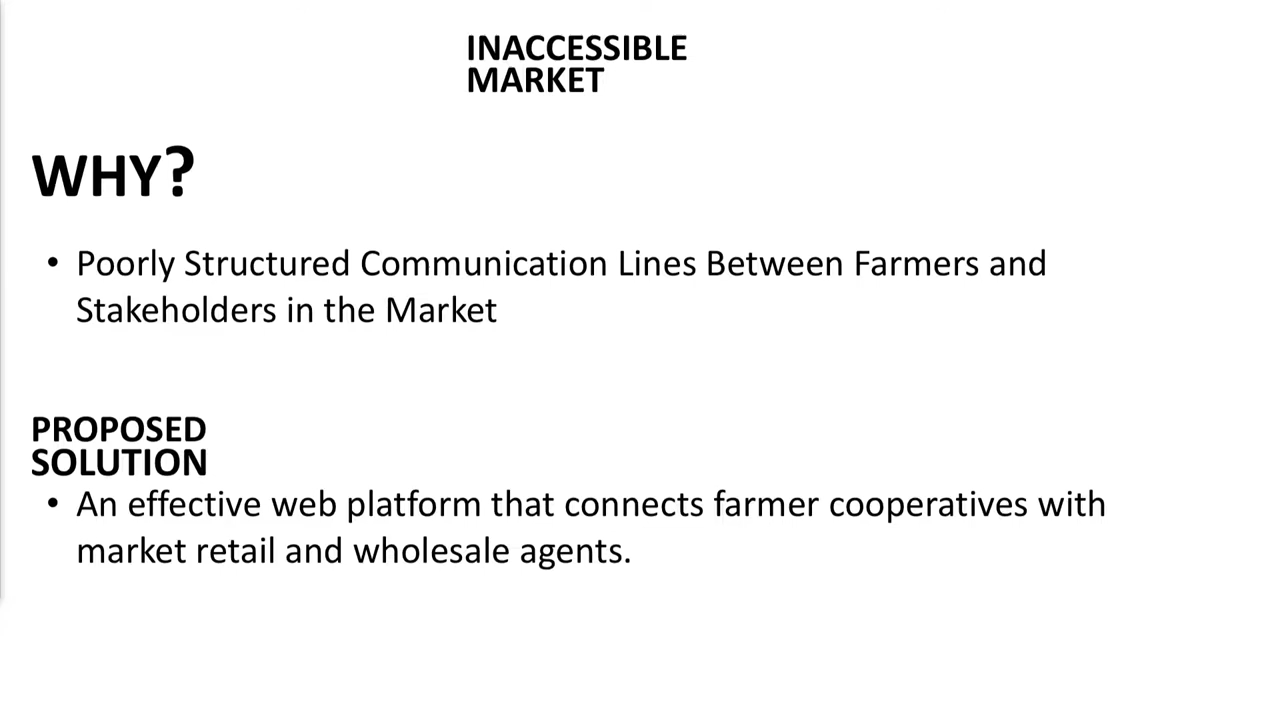 INACCESSIBLE
MARKET
WHY?
• Poorly Structured Communication Lines Between Farmers and
Stakeholders in the Market
PROPOSED
SOLUTION
• An effective web platform that connects farmer cooperatives with
market retail and wholesale agents.